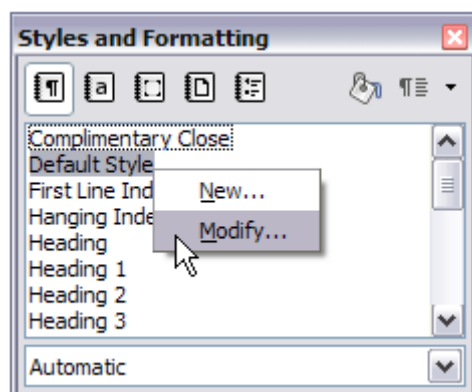 Styles and Formatting
Complimentary Close
Default Style
First Line Ind
Hanging Inde
Heading
Heading 1
Heading 2
Heading 3
New...
Modify...
Automatic